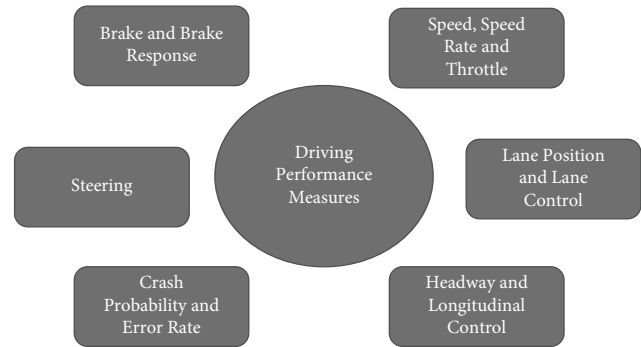 Brake and Brake
Response
Speed, Speed
Rate and
Throttle
Steering
Driving
Performance
Measures
Lane Position
and Lane
Control
Crash
Probability and
Error Rate
Headway and
Longitudinal
Control